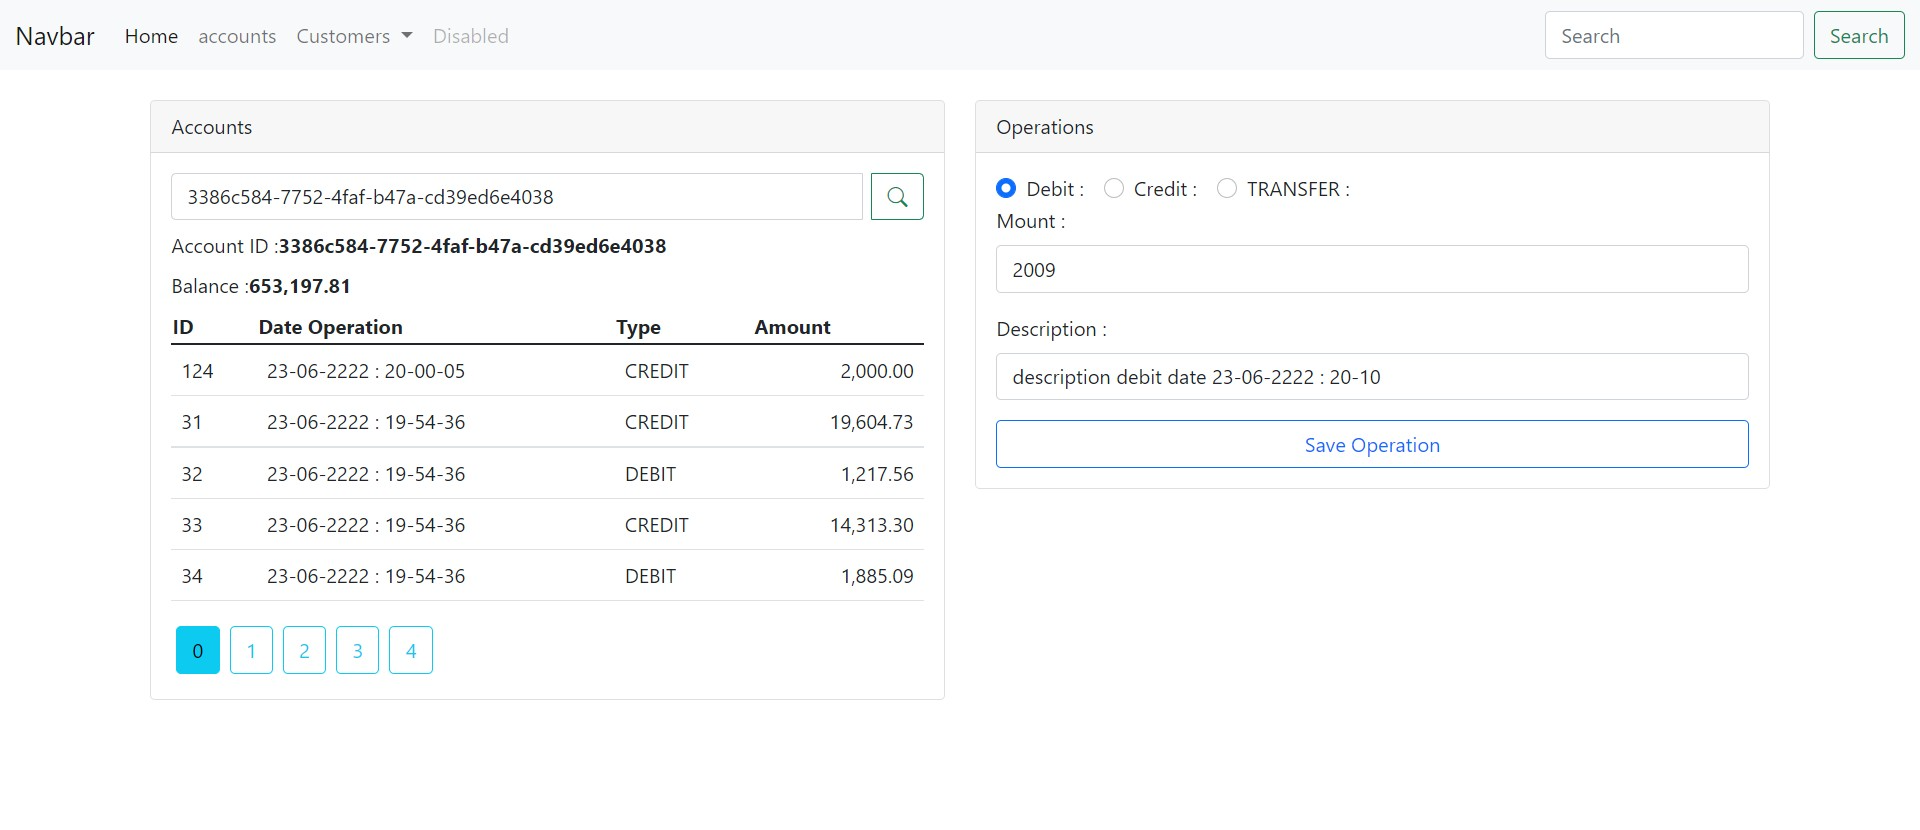 Navbar Home accounts Customers Disabled Search Search
Accounts
3386c584-7752-4faf-b47a-cd39ed6e4038
Account ID :3386c584-7752-4faf-b47a-cd39ed6e4038
Balance :653,197.81
ID Date Operation Type Amount
124 23-06-2222 : 20-00-05 CREDIT 2,000.00
31 23-06-2222 : 19-54-36 CREDIT 19,604.73
32 23-06-2222 : 19-54-36 DEBIT 1,217.56
33 23-06-2222 : 19-54-36 CREDIT 14,313.30
34 23-06-2222 : 19-54-36 DEBIT 1,885.09
0 1 2 3 4
Operations
Debit : Credit : TRANSFER :
Mount :
2009
Description :
description debit date 23-06-2222 : 20-10
Save Operation